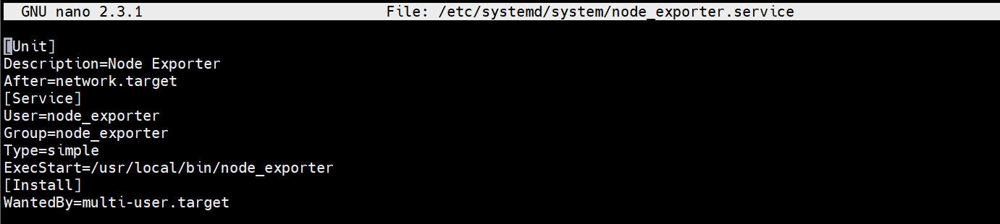 GNU nano 2.3.1 File: /etc/systemd/system/node_exporter.service
[Unit]
Description=Node Exporter
After=network.target
[Service]
User=node_exporter
Group=node_exporter
Type=simple
ExecStart=/usr/local/bin/node_exporter
[Install]
WantedBy=multi-user.target